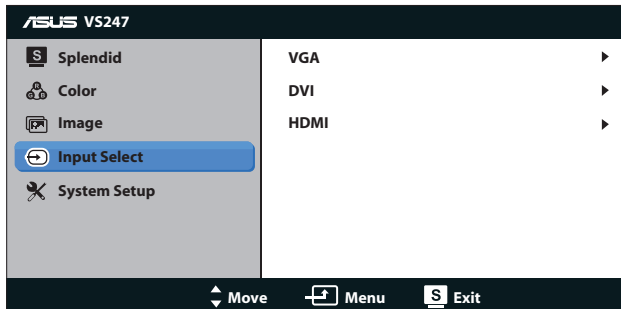 ASUS VS247
S Splendid
Color
Image
Input Select
System Setup
VGA
DVI
HDMI
Move Menu S Exit